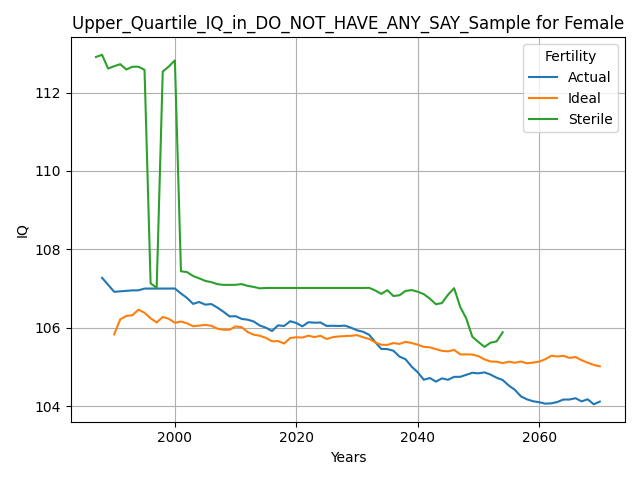 Upper_Quartile_IQ_in_DO_NOT_HAVE_ANY_SAY_Sample for Female
Fertility
Actual
Ideal
Sterile
112
110
108
106
104
IQ
2000 2020 2040 2060
Years